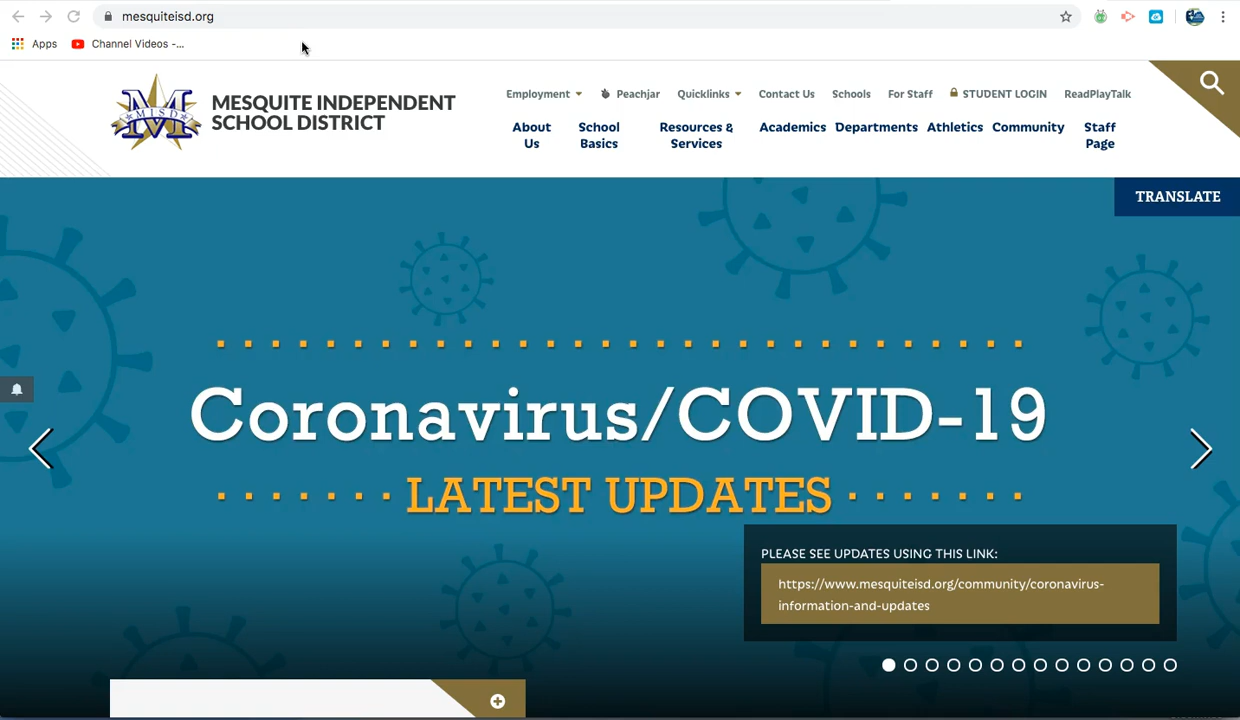 mesquiteisd.org
Apps Channel Videos -...
MISD
MESQUITE INDEPENDENT
SCHOOL DISTRICT
Employment Peachjar Quicklinks Contact Us Schools For Staff STUDENT LOGIN ReadPlayTalk
About Us
School Basics
Resources & Services
Academics
Departments
Athletics
Community
Staff Page
TRANSLATE
Coronavirus/COVID-19
LATEST UPDATES
PLEASE SEE UPDATES USING THIS LINK:
https://www.mesquiteisd.org/community/coronavirus-
information-and-updates